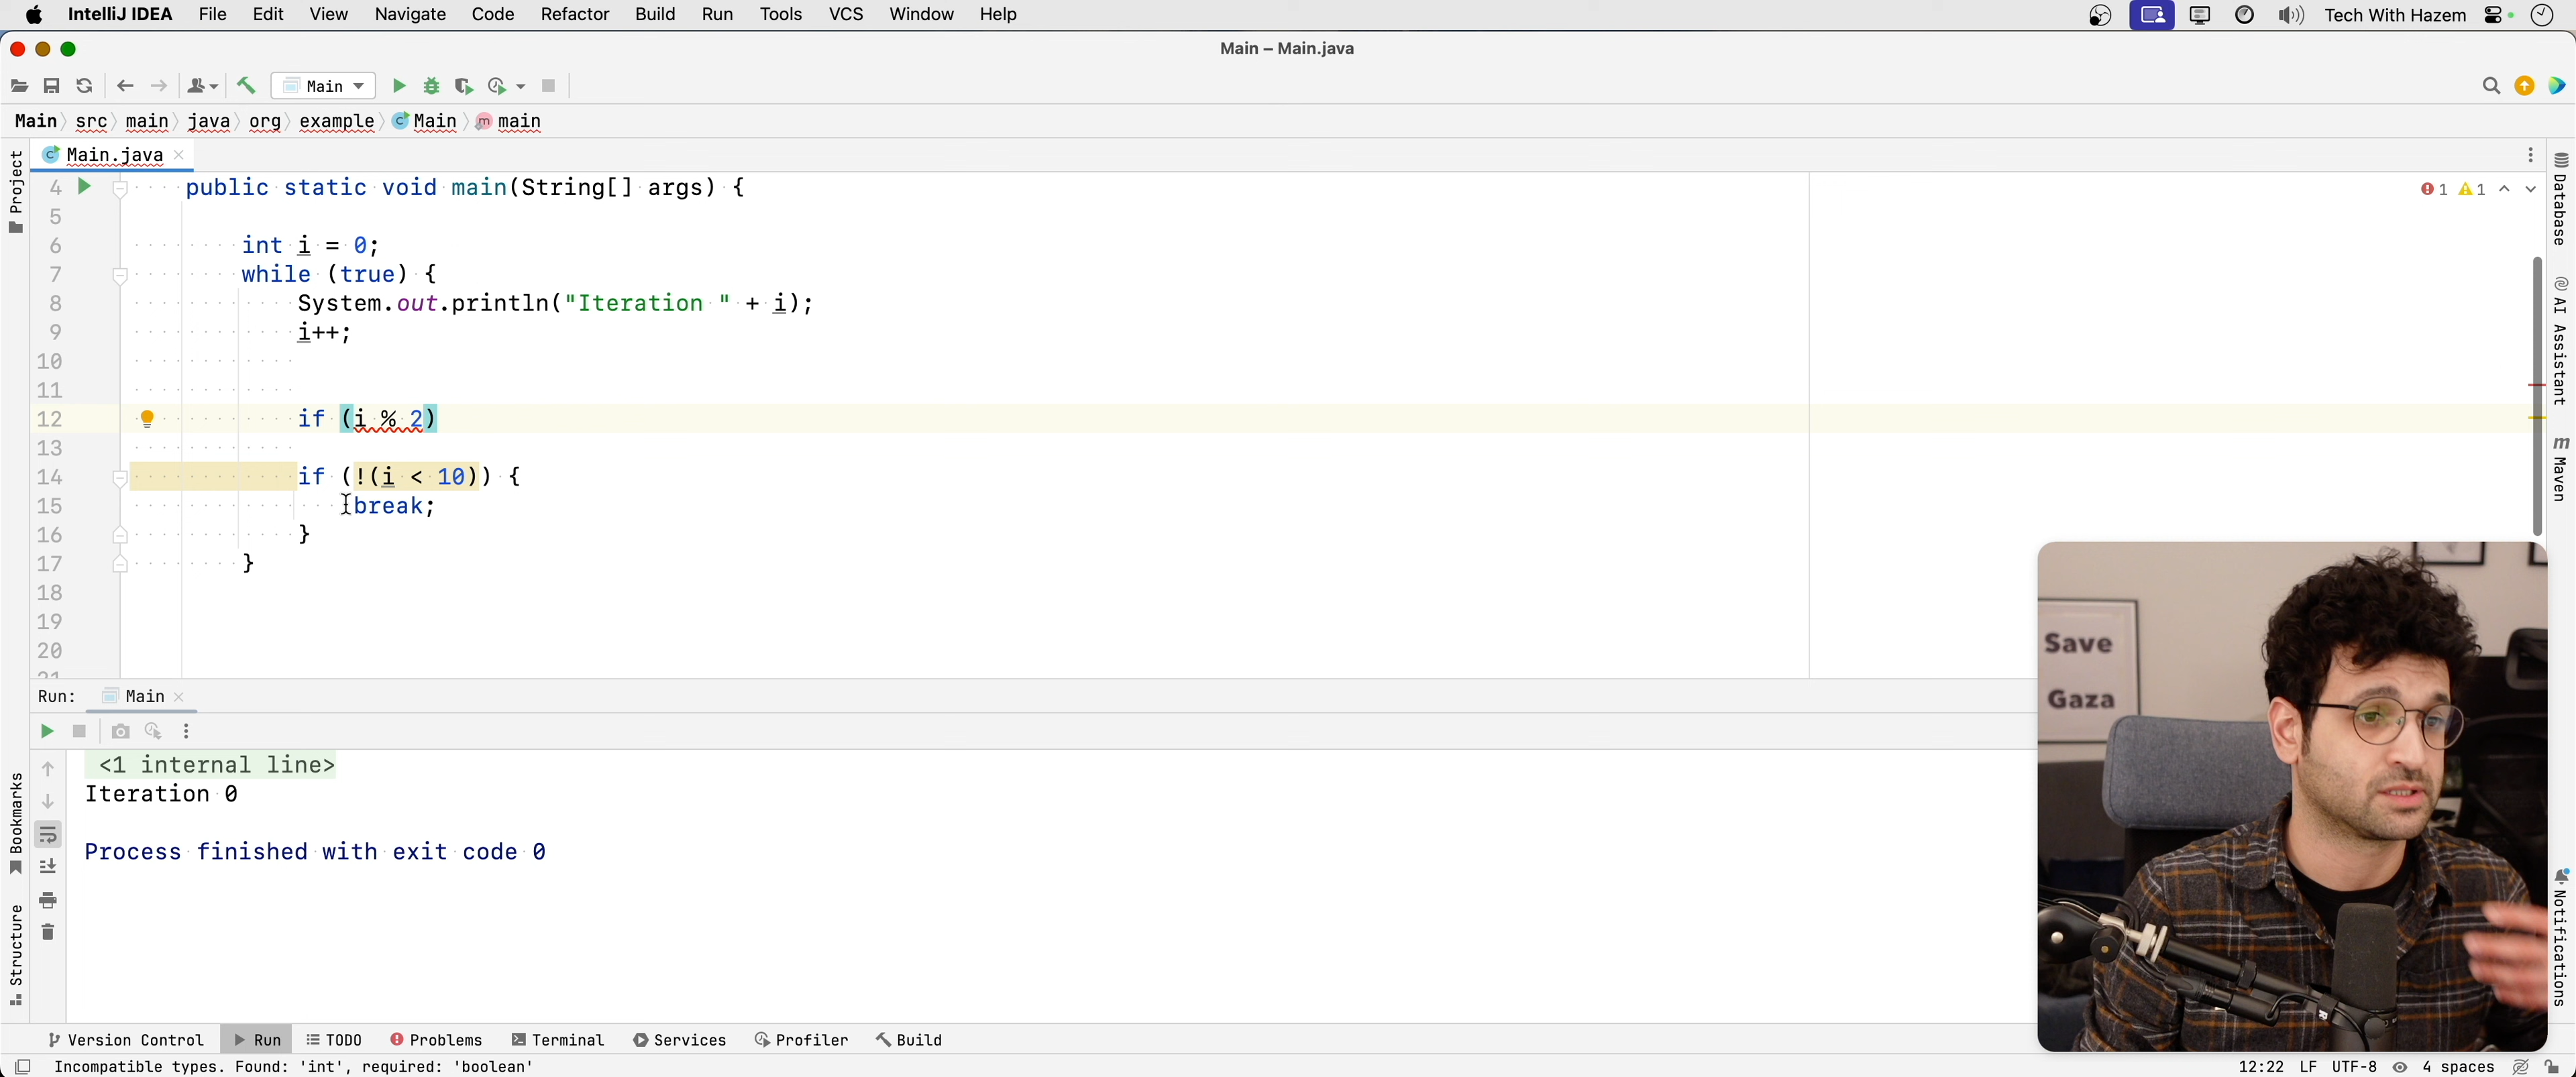 IntelliJ IDEA File Edit View Navigate Code Refactor Build Run Tools VCS Window Help Tech With Hazem
Main – Main.java
Main
Main src main java org example Main main
Project
Main.java
4 public static void main(String[] args) {
5
6 int i = 0;
7 while (true) {
8 System.out.println("Iteration " + i);
9 i++;
10
11
12 if (i % 2)
13
14 if (!(i < 10)) {
15 break;
16 }
17 }
18
19
20
21
1 1
Database
AI Assistant
Maven
Notifications
Save
Gaza
Run: Main
<1 internal line>
Iteration 0
Process finished with exit code 0
Bookmarks
Structure
Version Control Run TODO Problems Terminal Services Profiler Build
Incompatible types. Found: 'int', required: 'boolean' 12:22 LF UTF-8 4 spaces